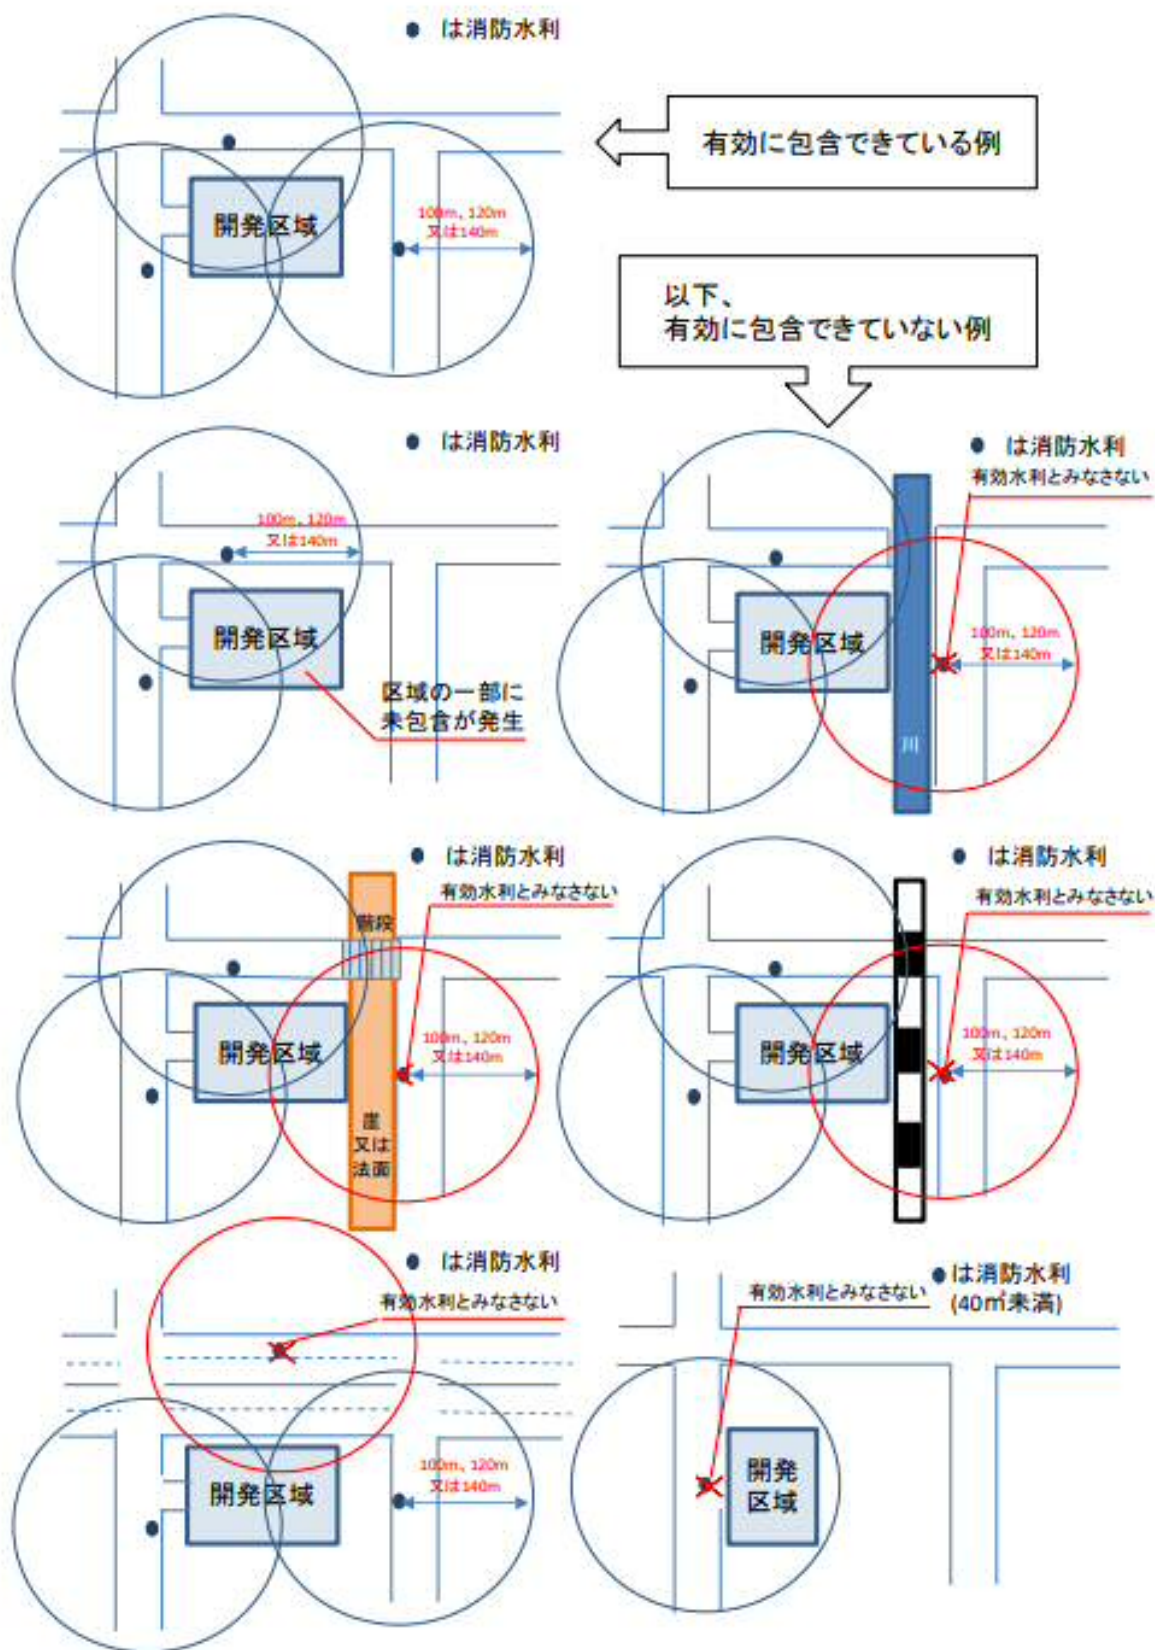 は消防水利
有効に包含できている例
開発区域
100m、120m
又は140m
以下、
有効に包含できていない例
は消防水利
100m、120m
又は140m
開発区域
区域の一部に
未包含が発生
は消防水利
有効水利とみなさない
開発区域
100m、120m
又は140m
川
は消防水利
有効水利とみなさない
階段
開発区域
100m、120m
又は140m
崖
又は
法面
は消防水利
有効水利とみなさない
開発区域
100m、120m
又は140m
は消防水利
有効水利とみなさない
開発区域
100m、120m
又は140m
有効水利とみなさない
は消防水利
(40㎥未満)
開発
区域